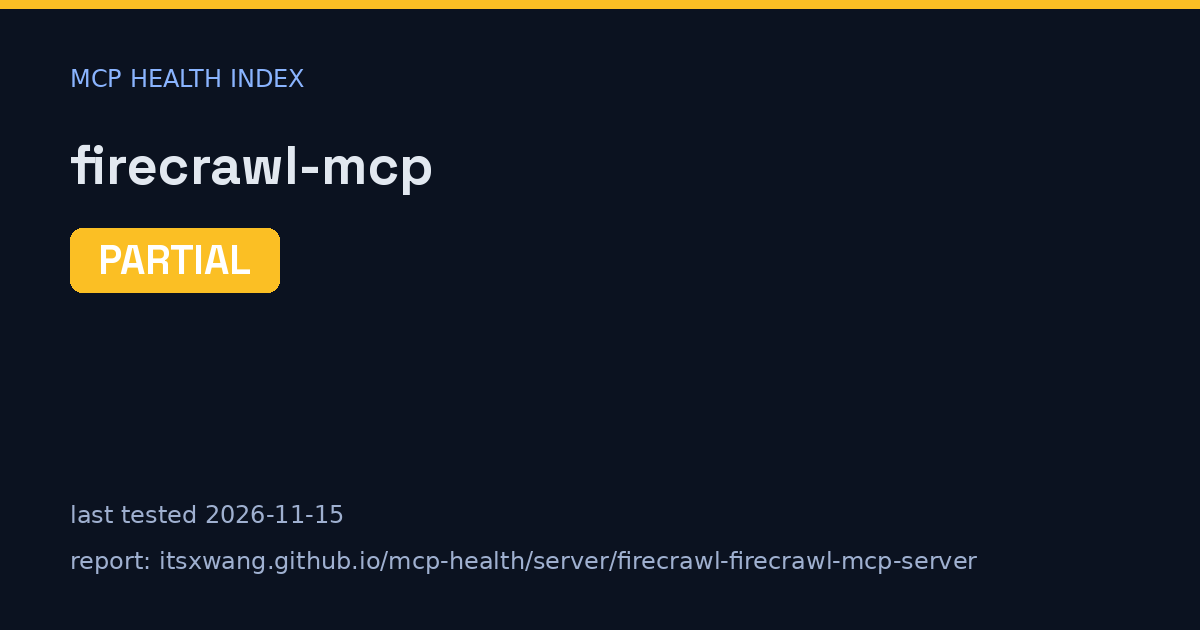 MCP HEALTH INDEX
firecrawl-mcp
PARTIAL
last tested 2026-11-15
report: itsxwang.github.io/mcp-health/server/firecrawl-firecrawl-mcp-server